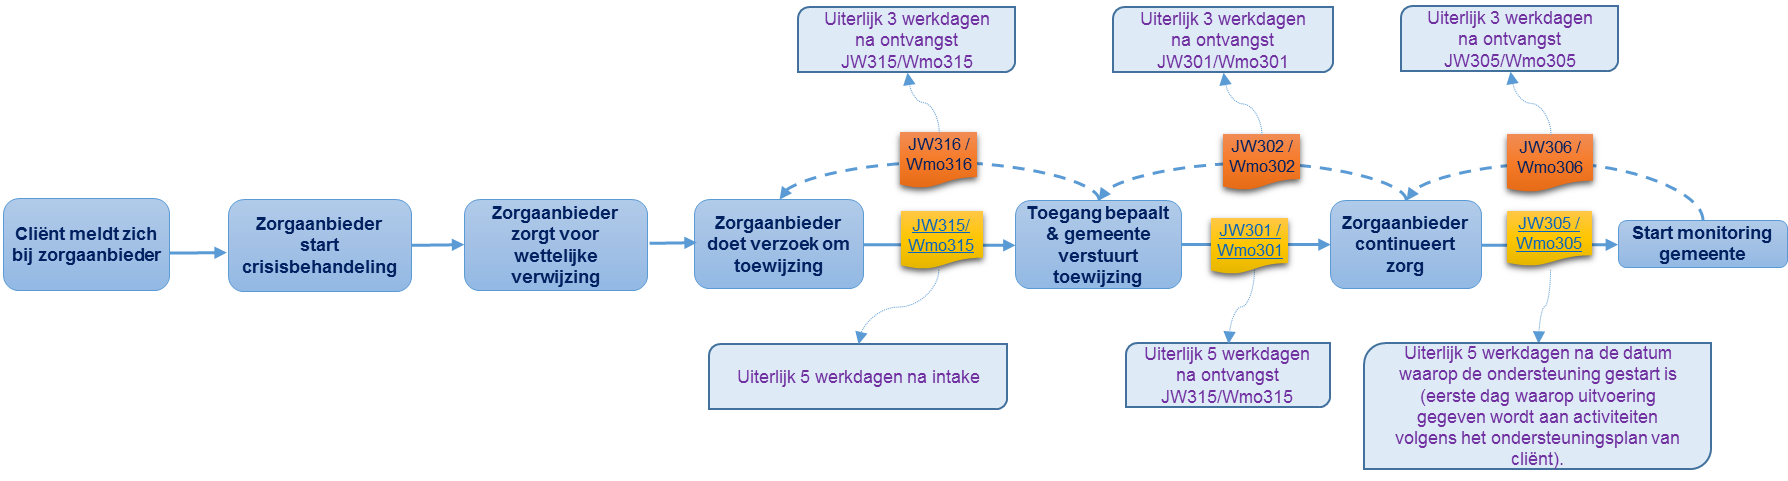 Uiterlijk 3 werkdagen
na ontvangst
JW315/Wmo315
Uiterlijk 3 werkdagen
na ontvangst
JW301/Wmo301
Uiterlijk 3 werkdagen
na ontvangst
JW305/Wmo305
JW316 /
Wmo316
JW302 /
Wmo302
JW306 /
Wmo306
Cliënt meldt zich
bij zorgaanbieder
Zorgaanbieder
start
crisisbehandeling
Zorgaanbieder
zorgt voor
wettelijke
verwijzing
Zorgaanbieder
doet verzoek om
toewijzing
JW315/
Wmo315
Toegang bepaalt
& gemeente
verstuurt
toewijzing
JW301 /
Wmo301
Zorgaanbieder
continueert
zorg
JW305 /
Wmo305
Start monitoring
gemeente
Uiterlijk 5 werkdagen na intake
Uiterlijk 5 werkdagen
na ontvangst
JW315/Wmo315
Uiterlijk 5 werkdagen na de datum
waarop de ondersteuning gestart is
(eerste dag waarop uitvoering
gegeven wordt aan activiteiten
volgens het ondersteuningsplan van
cliënt).